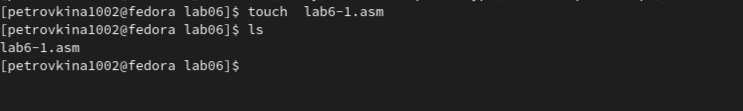 [petrovkina1002@fedora lab06]$ touch  lab6-1.asm
[petrovkina1002@fedora lab06]$ ls
lab6-1.asm
[petrovkina1002@fedora lab06]$